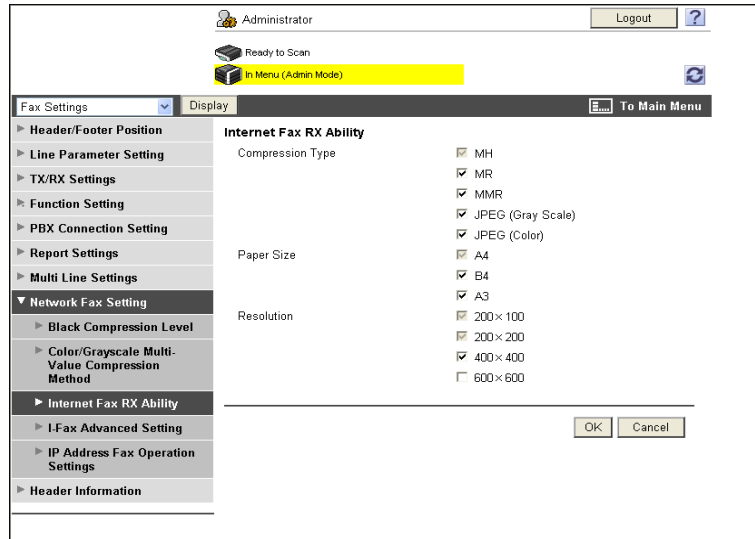 Administrator
Logout
?
Ready to Scan
In Menu (Admin Mode)
Fax Settings
Display
To Main Menu
Header/Footer Position
Line Parameter Setting
TX/RX Settings
Function Setting
PBX Connection Setting
Report Settings
Multi Line Settings
Network Fax Setting
Black Compression Level
Color/Grayscale Multi-
Value Compression
Method
Internet Fax RX Ability
I-Fax Advanced Setting
IP Address Fax Operation
Settings
Header Information
Internet Fax RX Ability
Compression Type
MH
MR
MMR
JPEG (Gray Scale)
JPEG (Color)
Paper Size
A4
B4
A3
Resolution
200×100
200×200
400×400
600×600
OK
Cancel